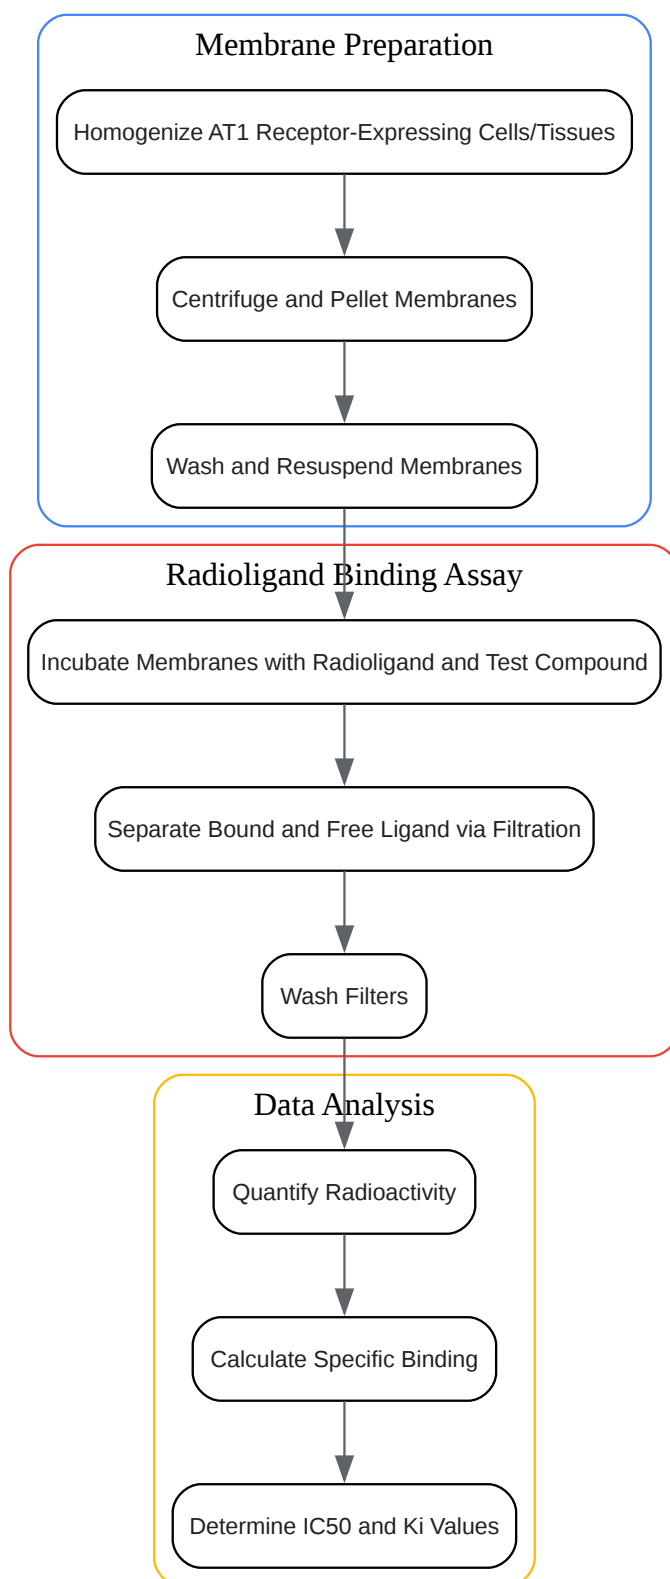 Membrane Preparation
Homogenize AT1 Receptor-Expressing Cells/Tissues
Centrifuge and Pellet Membranes
Wash and Resuspend Membranes
Radioligand Binding Assay
Incubate Membranes with Radioligand and Test Compound
Separate Bound and Free Ligand via Filtration
Wash Filters
Data Analysis
Quantify Radioactivity
Calculate Specific Binding
Determine IC50 and Ki Values